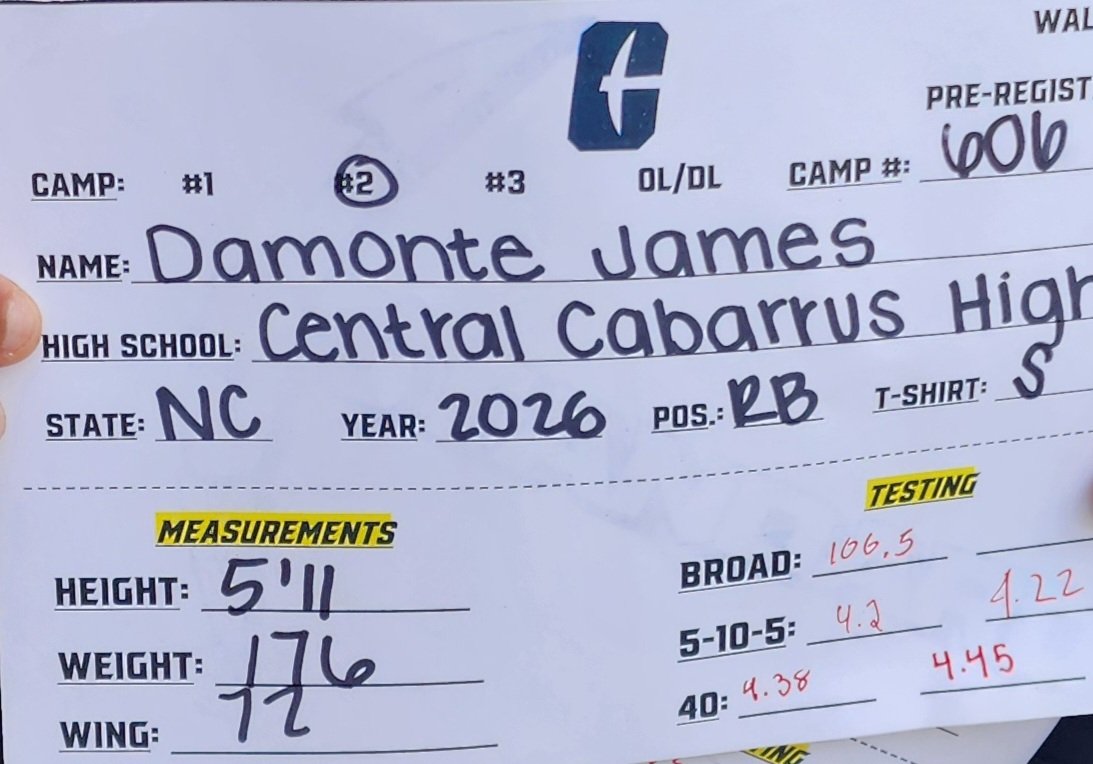 WAL
PRE-REGIST
CAMP: #1 #2 #3 OL/DL CAMP #: 606
NAME: Damonte James
HIGH SCHOOL: Central Cabarrus High
STATE: NC YEAR: 2026 POS.: RB T-SHIRT: S
TESTING
MEASUREMENTS
BROAD: 106.5
HEIGHT: 5'11
5-10-5: 4.2 4.22
WEIGHT: 176
40: 4.38 4.45
WING: 72